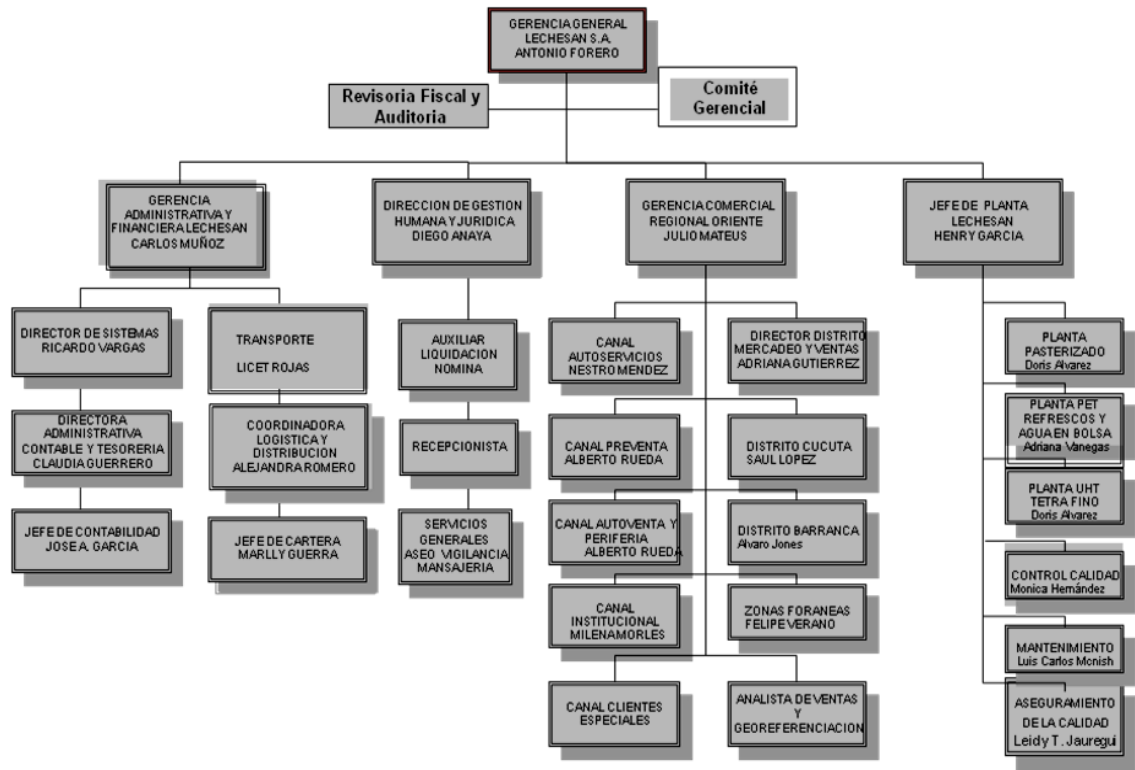 GERENCIA GENERAL
LECHESAN S.A.
ANTONIO FORERO
Revisoria Fiscal y
Auditoria
Comité
Gerencial
GERENCIA
ADMINISTRATIVA Y
FINANCIERA LECHESAN
CARLOS MUÑOZ
DIRECCION DE GESTION
HUMANA Y JURIDICA
DIEGO ANAYA
GERENCIA COMERCIAL
REGIONAL ORIENTE
JULIO MATEUS
JEFE DE PLANTA
LECHESAN
HENRY GARCIA
DIRECTOR DE SISTEMAS
RICARDO VARGAS
DIRECTORA
ADMINISTRATIVA
CONTABLE Y TESORERIA
CLAUDIA GUERRERO
JEFE DE CONTABILIDAD
JOSE A. GARCIA
TRANSPORTE
LICET ROJAS
COORDINADORA
LOGISTICA Y
DISTRIBUCION
ALEJANDRA ROMERO
JEFE DE CARTERA
MARLLY GUERRA
AUXILIAR
LIQUIDACION
NOMINA
RECEPCIONISTA
SERVICIOS
GENERALES
ASEO VIGILANCIA
MANSAJERIA
CANAL
AUTOSERVICIOS
NESTRO MENDEZ
CANAL PREVENTA
ALBERTO RUEDA
CANAL AUTOVENTA Y
PERIFERIA
ALBERTO RUEDA
CANAL
INSTITUCIONAL
MILENAMORLES
CANAL CLIENTES
ESPECIALES
DIRECTOR DISTRITO
MERCADEO Y VENTAS
ADRIANA GUTIERREZ
DISTRITO CUCUTA
SAUL LOPEZ
DISTRITO BARRANCA
Alvaro Jones
ZONAS FORANEAS
FELIPE VERANO
ANALISTA DE VENTAS
Y
GEOREFERENCIACION
PLANTA
PASTERIZADO
Doris Alvarez
PLANTA PET
REFRESCOS Y
AGUA EN BOLSA
Adriana Vanegas
PLANTA UHT
TETRA FINO
Doris Alvarez
CONTROL CALIDAD
Monica Hernández
MANTENIMIENTO
Luis Carlos Monish
ASEGURAMIENTO
DE LA CALIDAD
Leidy T. Jauregui